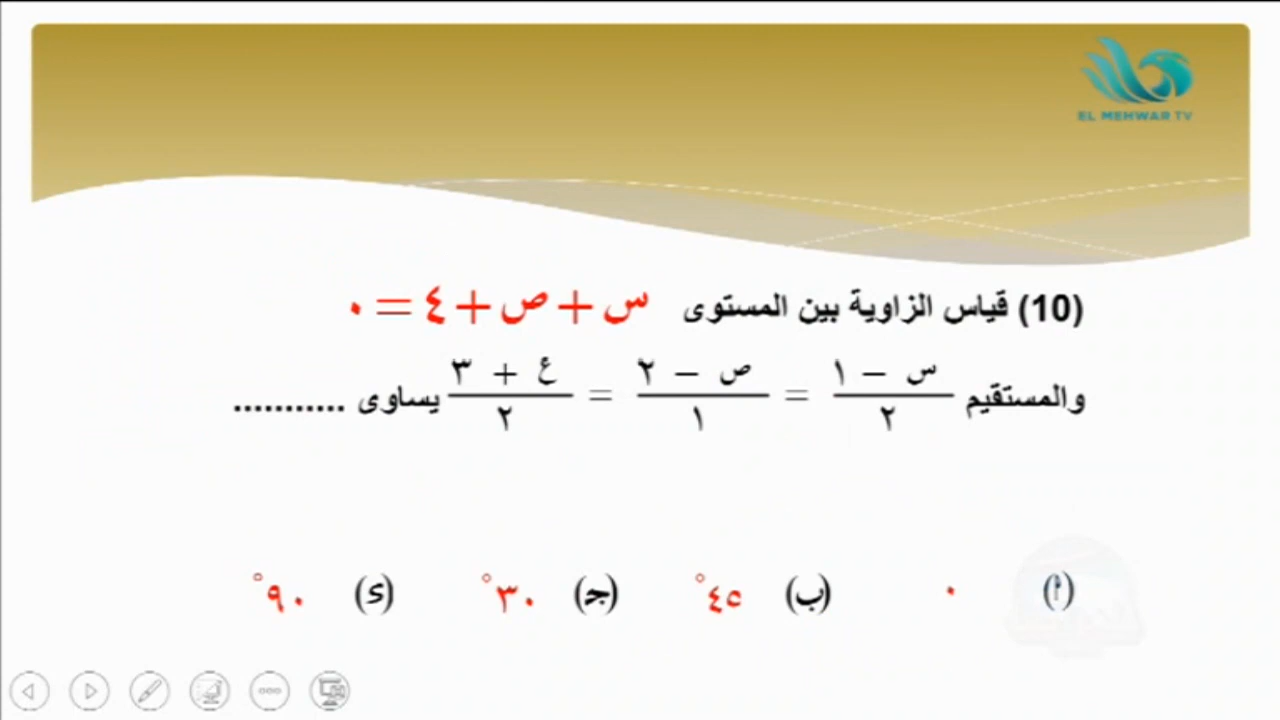 EL MEHWAR TV
(10) قياس الزاوية بين المستوى س + ص + ٤ = ٠
والمستقيم (س − ١)/٢ = (ص − ٢)/١ = (ع + ٣)/٢ يساوى ...........
(أ) ٠ (ب) ٤٥° (جـ) ٣٠° (ى) ٩٠°